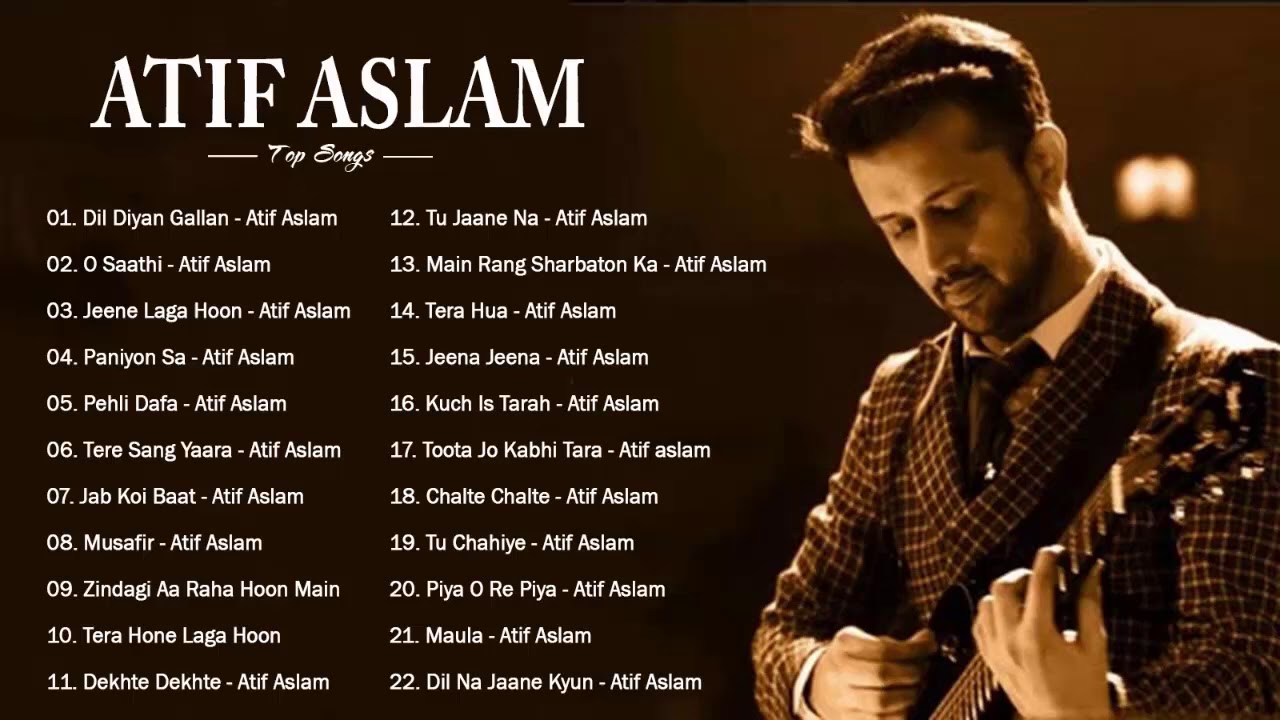 ATIF ASLAM
Top Songs
01. Dil Diyan Gallan - Atif Aslam
02. O Saathi - Atif Aslam
03. Jeene Laga Hoon - Atif Aslam
04. Paniyon Sa - Atif Aslam
05. Pehli Dafa - Atif Aslam
06. Tere Sang Yaara - Atif Aslam
07. Jab Koi Baat - Atif Aslam
08. Musafir - Atif Aslam
09. Zindagi Aa Raha Hoon Main
10. Tera Hone Laga Hoon
11. Dekhte Dekhte - Atif Aslam
12. Tu Jaane Na - Atif Aslam
13. Main Rang Sharbaton Ka - Atif Aslam
14. Tera Hua - Atif Aslam
15. Jeena Jeena - Atif Aslam
16. Kuch Is Tarah - Atif Aslam
17. Toota Jo Kabhi Tara - Atif aslam
18. Chalte Chalte - Atif Aslam
19. Tu Chahiye - Atif Aslam
20. Piya O Re Piya - Atif Aslam
21. Maula - Atif Aslam
22. Dil Na Jaane Kyun - Atif Aslam